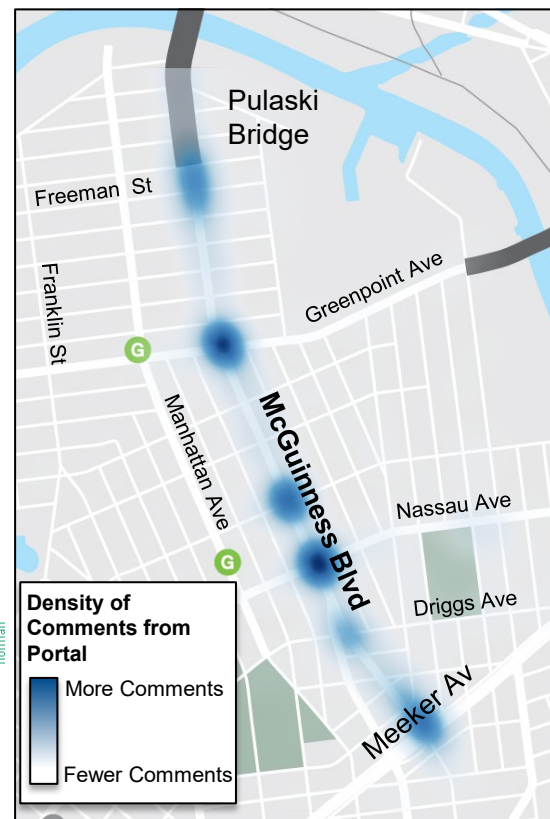 Pulaski
Bridge
Freeman St
Franklin St
Greenpoint Ave
G
Manhattan Ave
McGuinness Blvd
Nassau Ave
G
Driggs Ave
Meeker Av
Density of
Comments from
Portal
More Comments
Fewer Comments